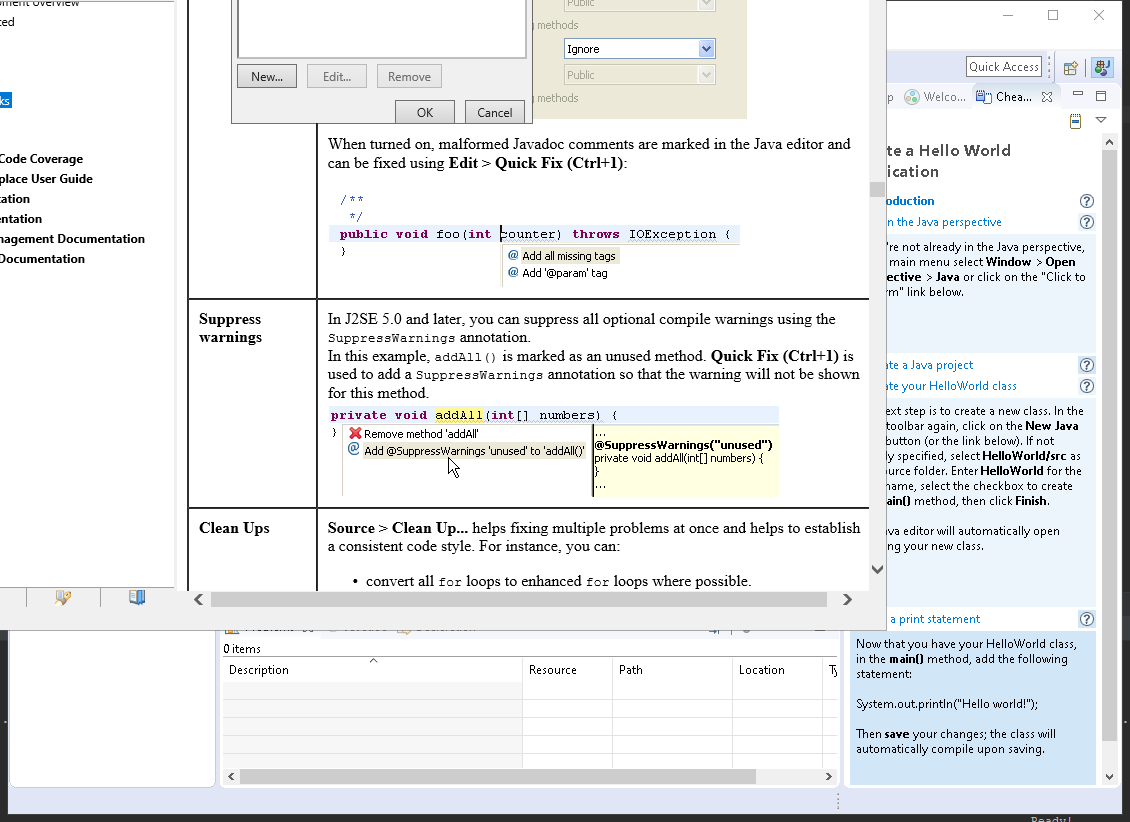 ted
ks
Code Coverage
place User Guide
tation
entation
nagement Documentation
Documentation
New...
Edit...
Remove
OK
Cancel
Public
methods
Ignore
Public
methods
When turned on, malformed Javadoc comments are marked in the Java editor and
can be fixed using Edit > Quick Fix (Ctrl+1):
/**
*/
public void foo(int counter) throws IOException {
}
@ Add all missing tags
@ Add '@param' tag
Suppress
warnings
In J2SE 5.0 and later, you can suppress all optional compile warnings using the
SuppressWarnings annotation.
In this example, addAll() is marked as an unused method. Quick Fix (Ctrl+1) is
used to add a SuppressWarnings annotation so that the warning will not be shown
for this method.
private void addAll(int[] numbers) {
}
Remove method 'addAll'
@ Add @SuppressWarnings 'unused' to 'addAll()'
...
@SuppressWarnings("unused")
private void addAll(int[] numbers) {
}
...
Clean Ups
Source > Clean Up... helps fixing multiple problems at once and helps to establish
a consistent code style. For instance, you can:
• convert all for loops to enhanced for loops where possible.
Quick Access
p
Welco...
Chea...
te a Hello World
ication
oduction
n the Java perspective
're not already in the Java perspective,
main menu select Window > Open
ective > Java or click on the "Click to
rm" link below.
ate a Java project
ate your HelloWorld class
ext step is to create a new class. In the
toolbar again, click on the New Java
button (or the link below). If not
ly specified, select HelloWorld/src as
urce folder. Enter HelloWorld for the
name, select the checkbox to create
ain() method, then click Finish.
ava editor will automatically open
ng your new class.
a print statement
Now that you have your HelloWorld class,
in the main() method, add the following
statement:
System.out.println("Hello world!");
Then save your changes; the class will
automatically compile upon saving.
0 items
Description
Resource
Path
Location
Ty